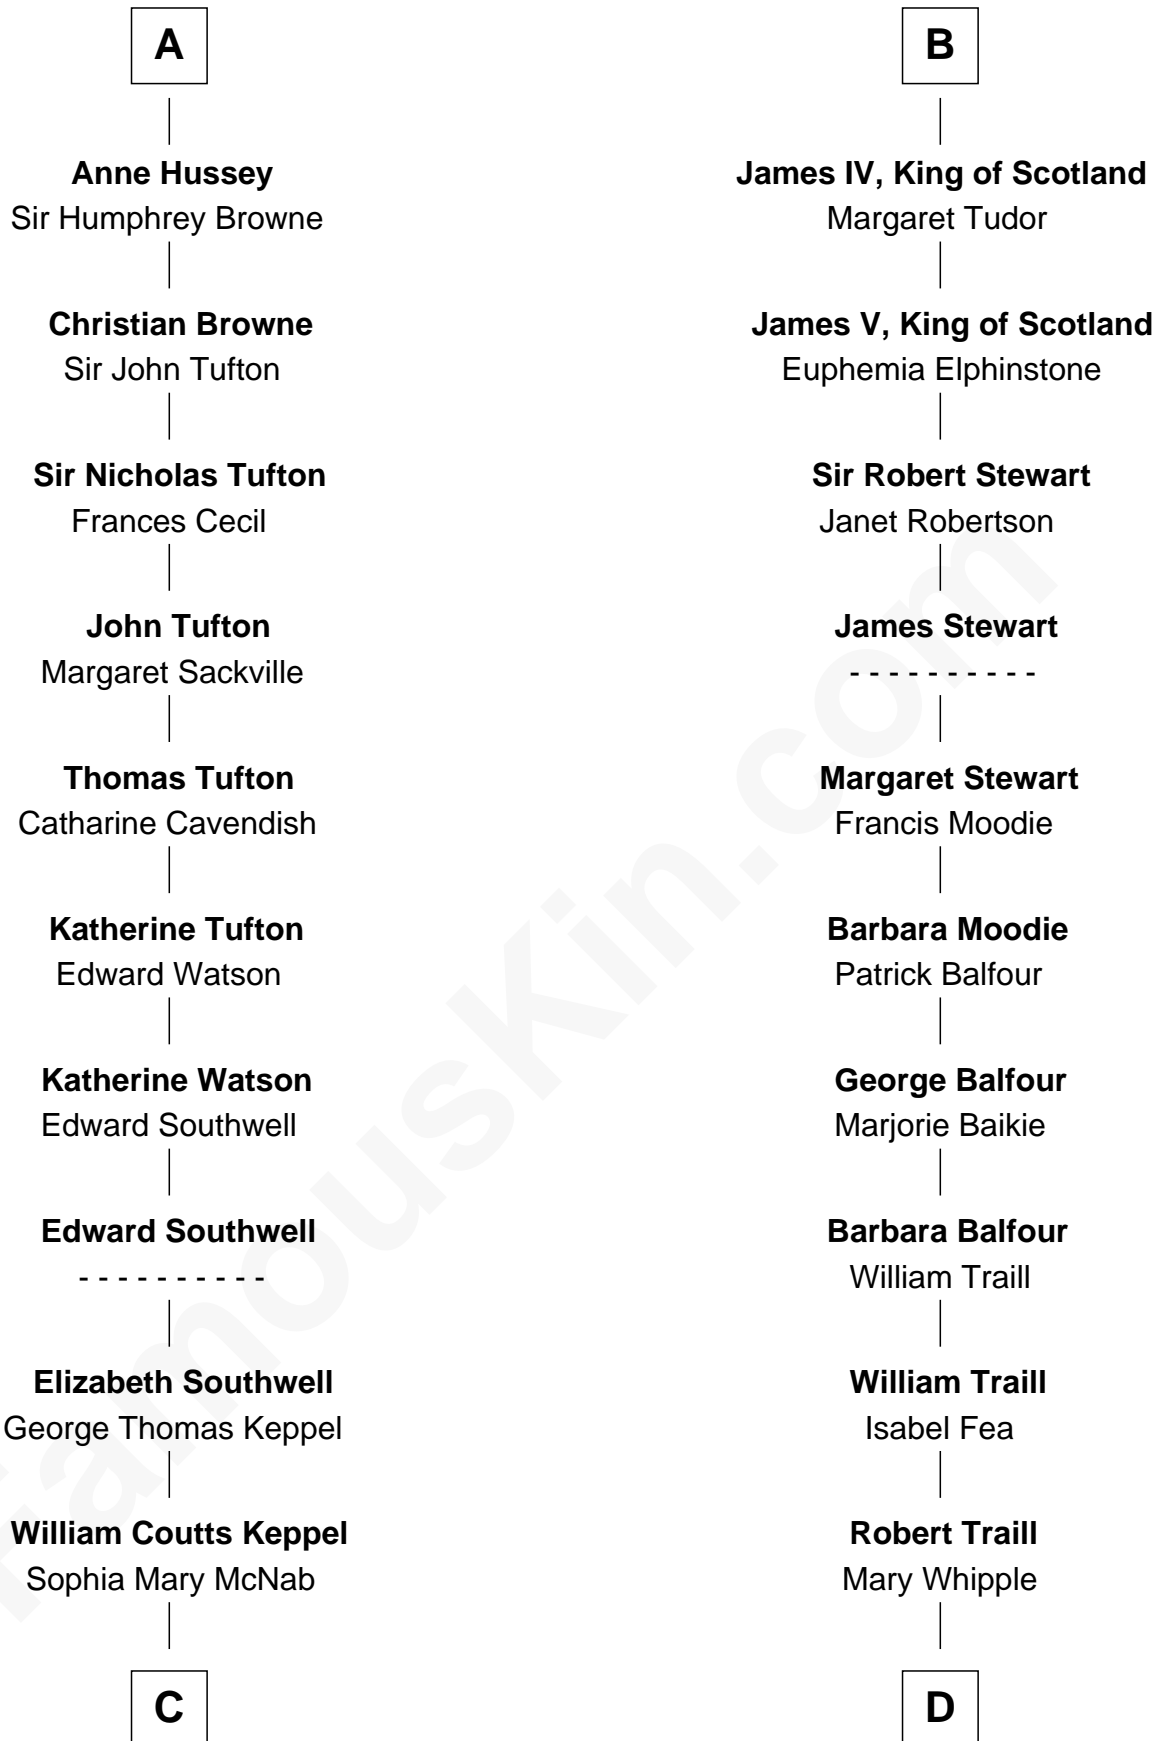 A
Anne Hussey
Sir Humphrey Browne
Christian Browne
Sir John Tufton
Sir Nicholas Tufton
Frances Cecil
John Tufton
Margaret Sackville
Thomas Tufton
Catharine Cavendish
Katherine Tufton
Edward Watson
Katherine Watson
Edward Southwell
Edward Southwell
- - - - - - - - - -
Elizabeth Southwell
George Thomas Keppel
William Coutts Keppel
Sophia Mary McNab
C
B
James IV, King of Scotland
Margaret Tudor
James V, King of Scotland
Euphemia Elphinstone
Sir Robert Stewart
Janet Robertson
James Stewart
- - - - - - - - - -
Margaret Stewart
Francis Moodie
Barbara Moodie
Patrick Balfour
George Balfour
Marjorie Baikie
Barbara Balfour
William Traill
William Traill
Isabel Fea
Robert Traill
Mary Whipple
D
FamousKin.com